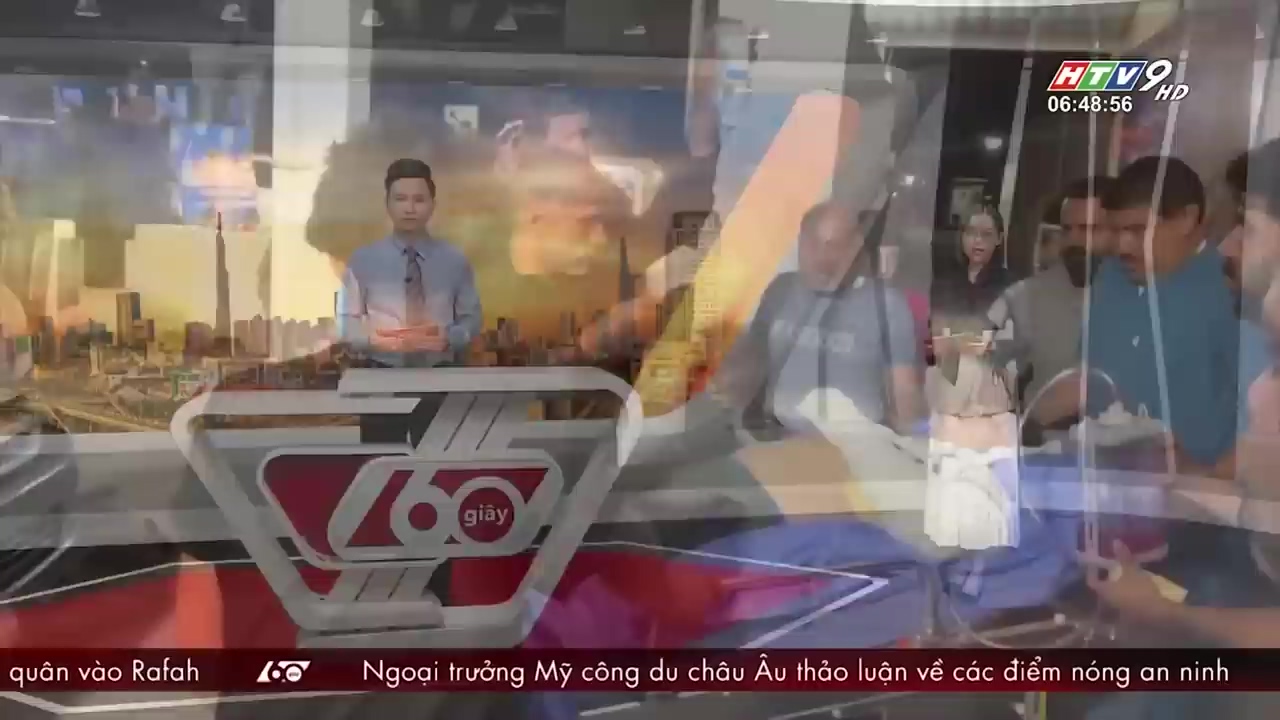 HTV9 HD
06:48:56
60 giây
quân vào Rafah 60 giây Ngoại trưởng Mỹ công du châu Âu thảo luận về các điểm nóng an ninh